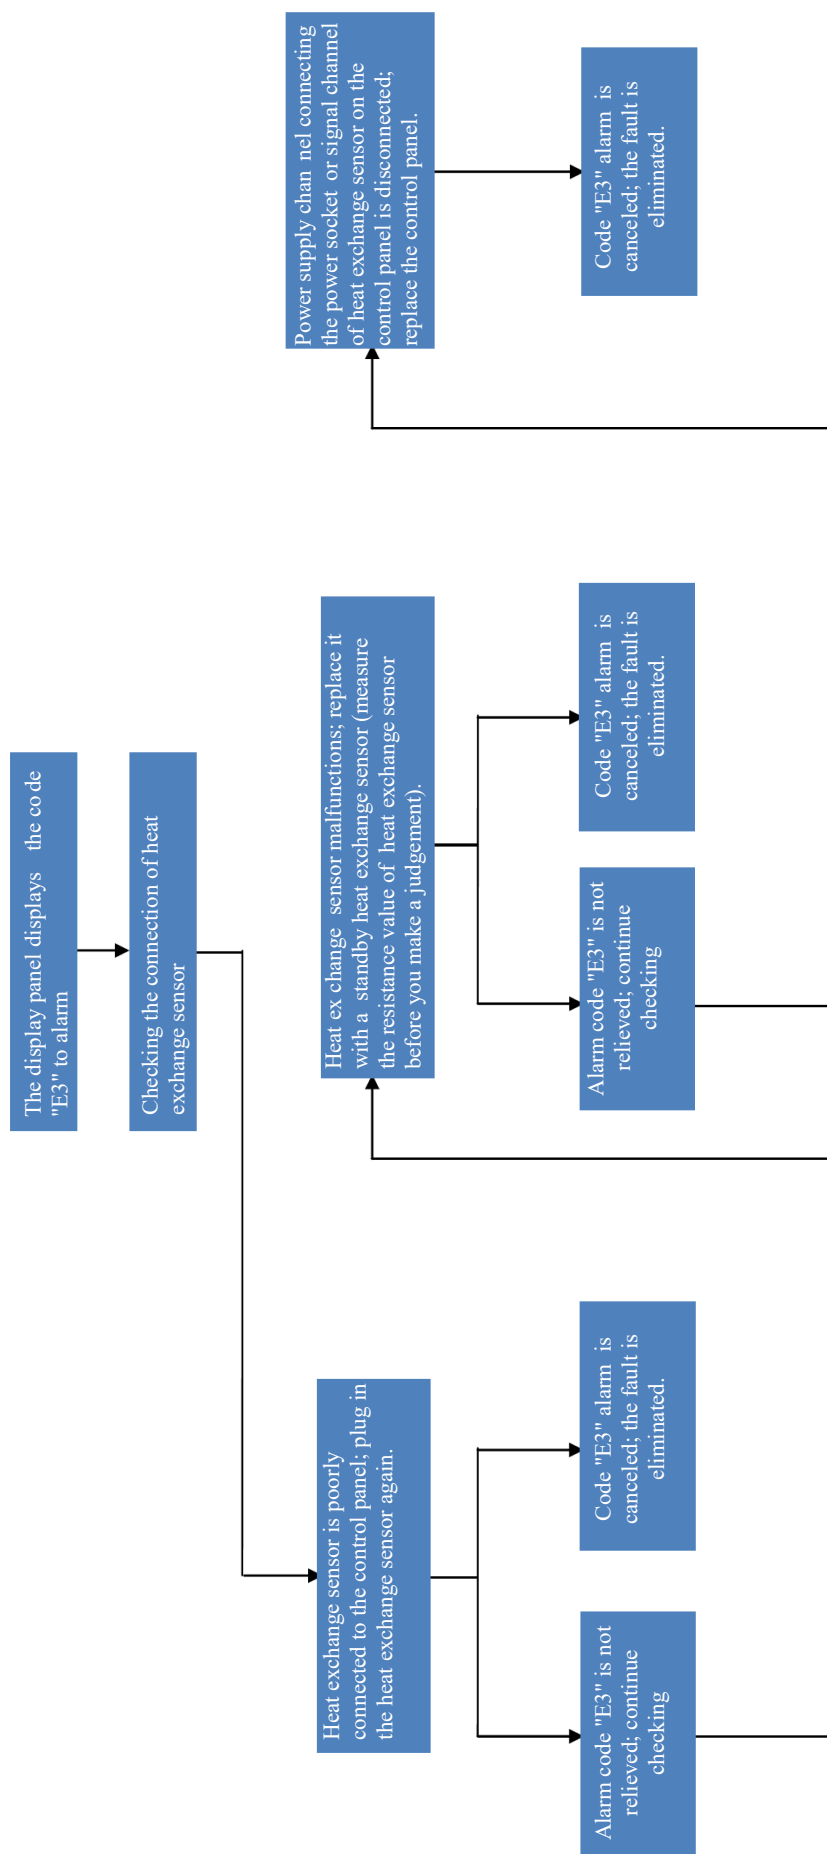 The display panel displays the code
"E3" to alarm
Checking the connection of heat
exchange sensor
Heat exchange sensor is poorly
connected to the control panel; plug in
the heat exchange sensor again.
Heat ex change sensor malfunctions; replace it
with a standby heat exchange sensor (measure
the resistance value of heat exchange sensor
before you make a judgement).
Power supply chan nel connecting
the power socket or signal channel
of heat exchange sensor on the
control panel is disconnected;
replace the control panel.
Alarm code "E3" is not
relieved; continue
checking
Code "E3" alarm is
canceled; the fault is
eliminated.
Alarm code "E3" is not
relieved; continue
checking
Code "E3" alarm is
canceled; the fault is
eliminated.
Code "E3" alarm is
canceled; the fault is
eliminated.